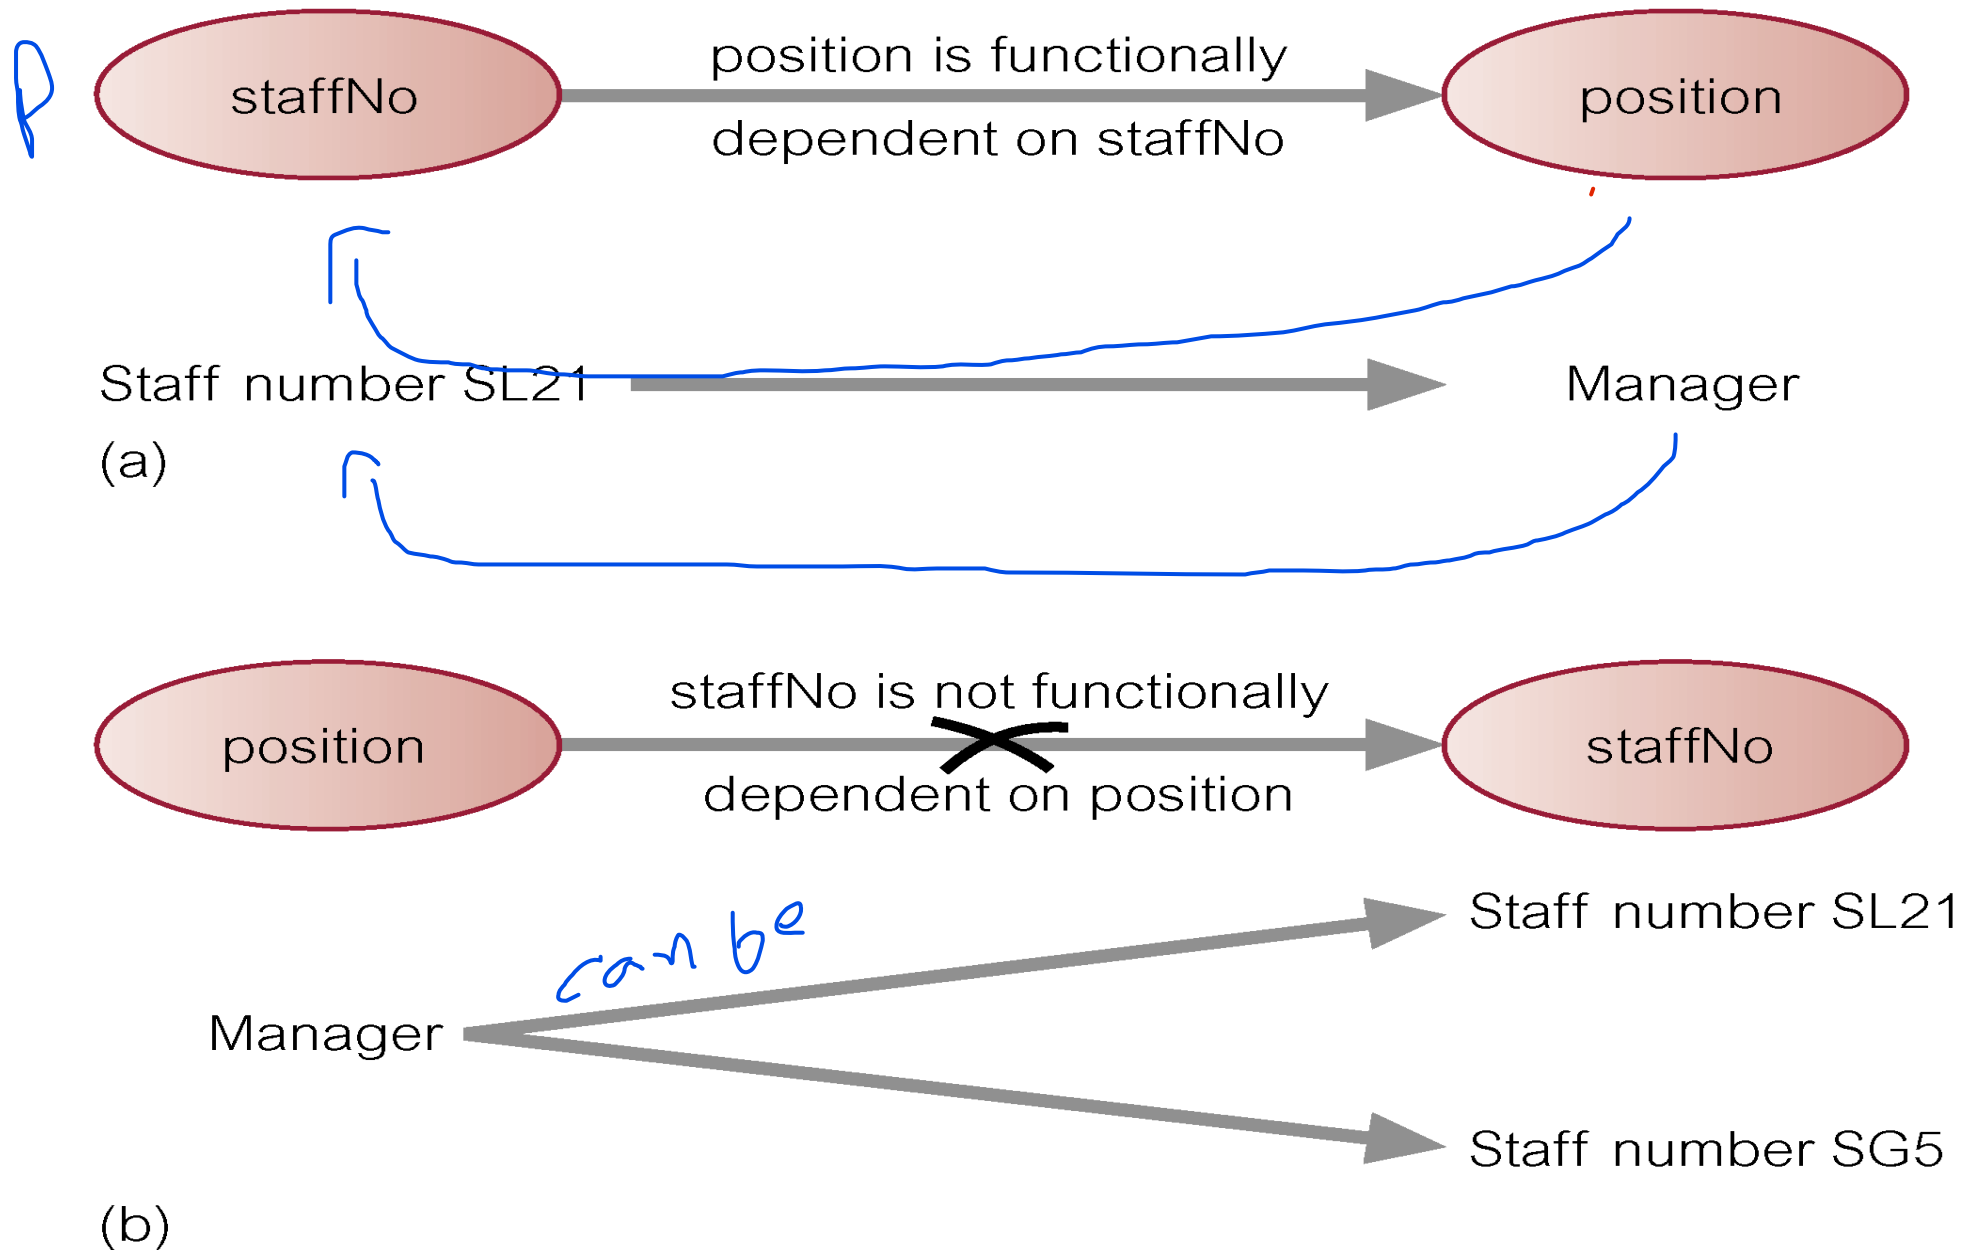 P
staffNo
position is functionally
dependent on staffNo
position
Staff number SL21
Manager
(a)
position
staffNo is not functionally
dependent on position
staffNo
can be
Manager
Staff number SL21
Staff number SG5
(b)